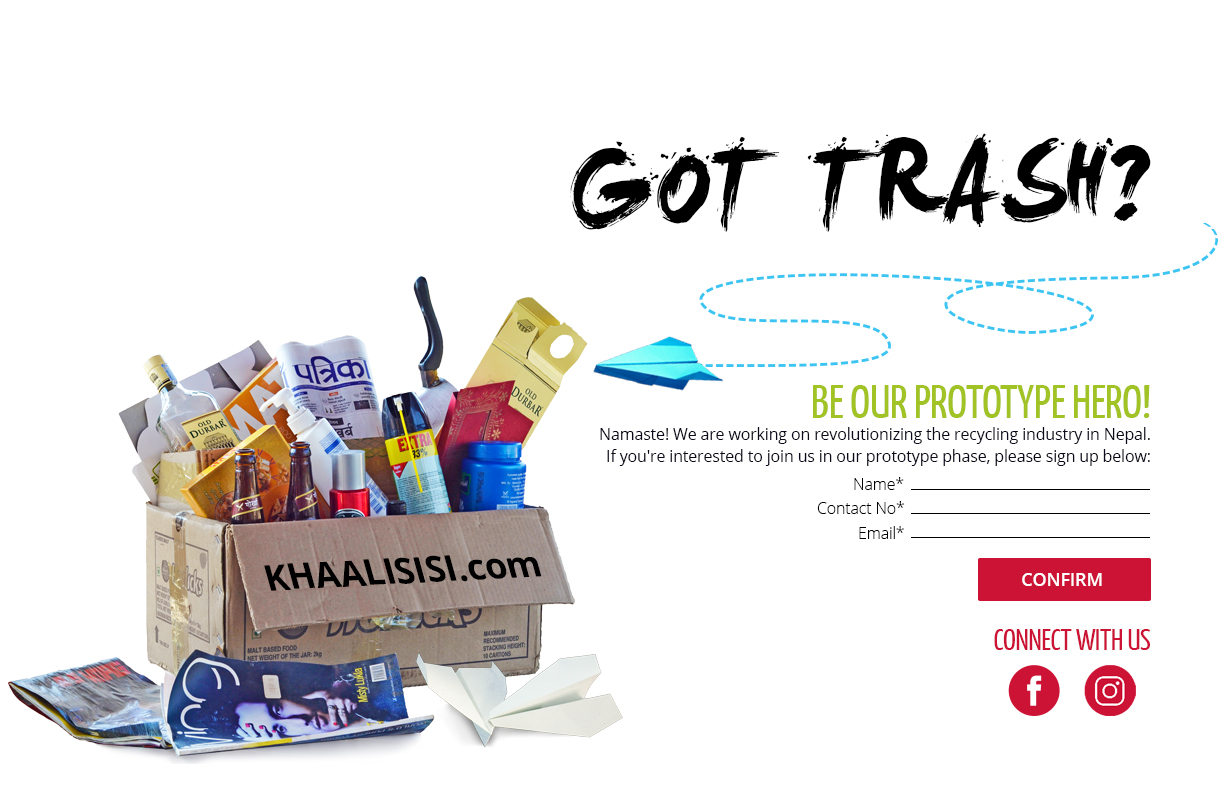 GOT TRASH?
BE OUR PROTOTYPE HERO!
Namaste! We are working on revolutionizing the recycling industry in Nepal.
If you're interested to join us in our prototype phase, please sign up below:
Name*
Contact No*
Email*
CONFIRM
CONNECT WITH US
पत्रिका
OLD
DURBAR
OLD
DURBAR
EXTRA
33%
KHAALISISI.com
MALT BASED FOOD
NET WEIGHT OF THE JAR: 2kg
MAXIMUM
RECOMMENDED
STACKING HEIGHT:
10 CARTONS
Misty Lukla